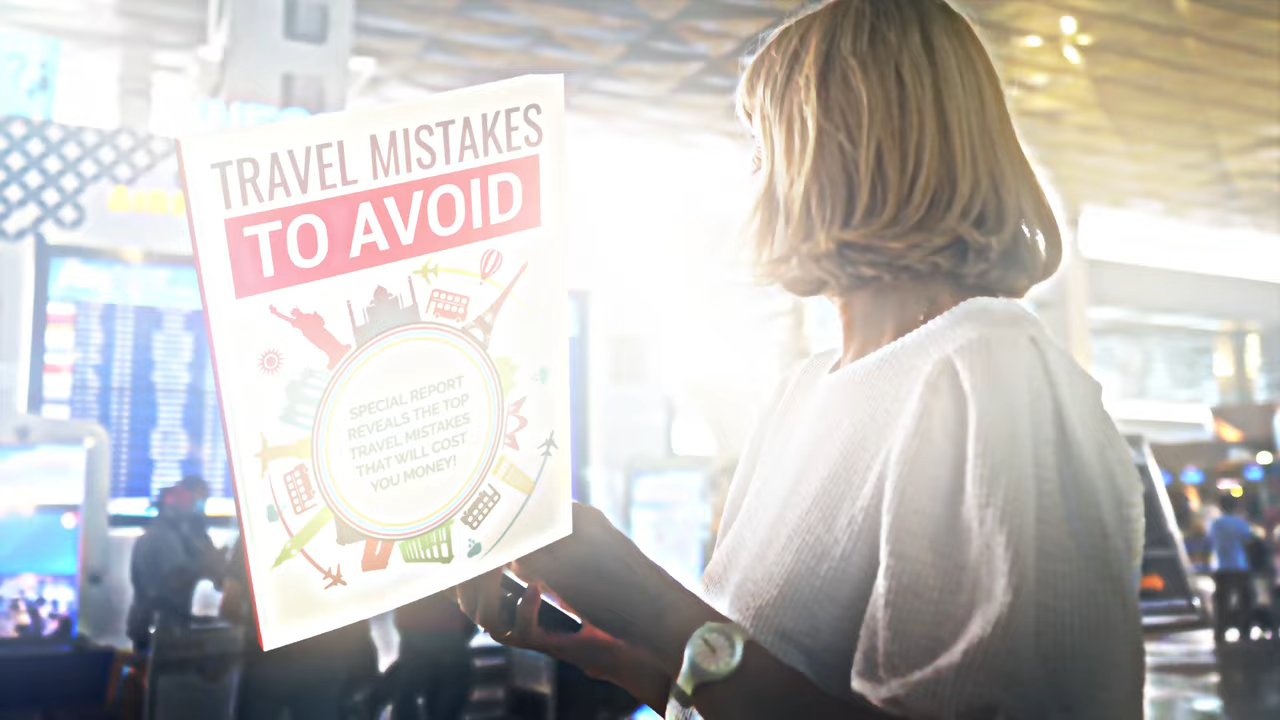 TRAVEL MISTAKES
TO AVOID
SPECIAL REPORT
REVEALS THE TOP
TRAVEL MISTAKES
THAT WILL COST
YOU MONEY!